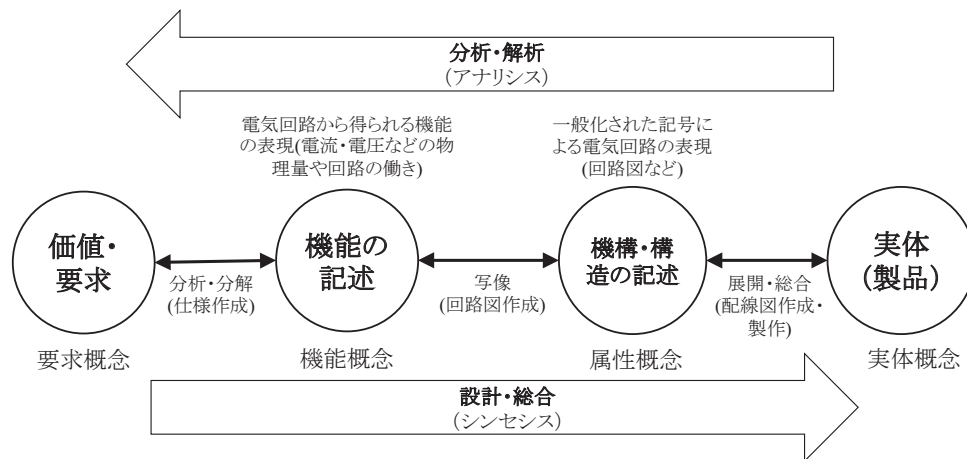 分析・解析
(アナリシス)
電気回路から得られる機能
の表現(電流・電圧などの物
理量や回路の働き)
一般化された記号に
よる電気回路の表現
(回路図など)
価値・
要求
機能の
記述
機構・構
造の記述
実体
(製品)
分析・分解
(仕様作成)
写像
(回路図作成)
展開・総合
(配線図作成・
製作)
要求概念
機能概念
属性概念
実体概念
設計・総合
(シンセシス)